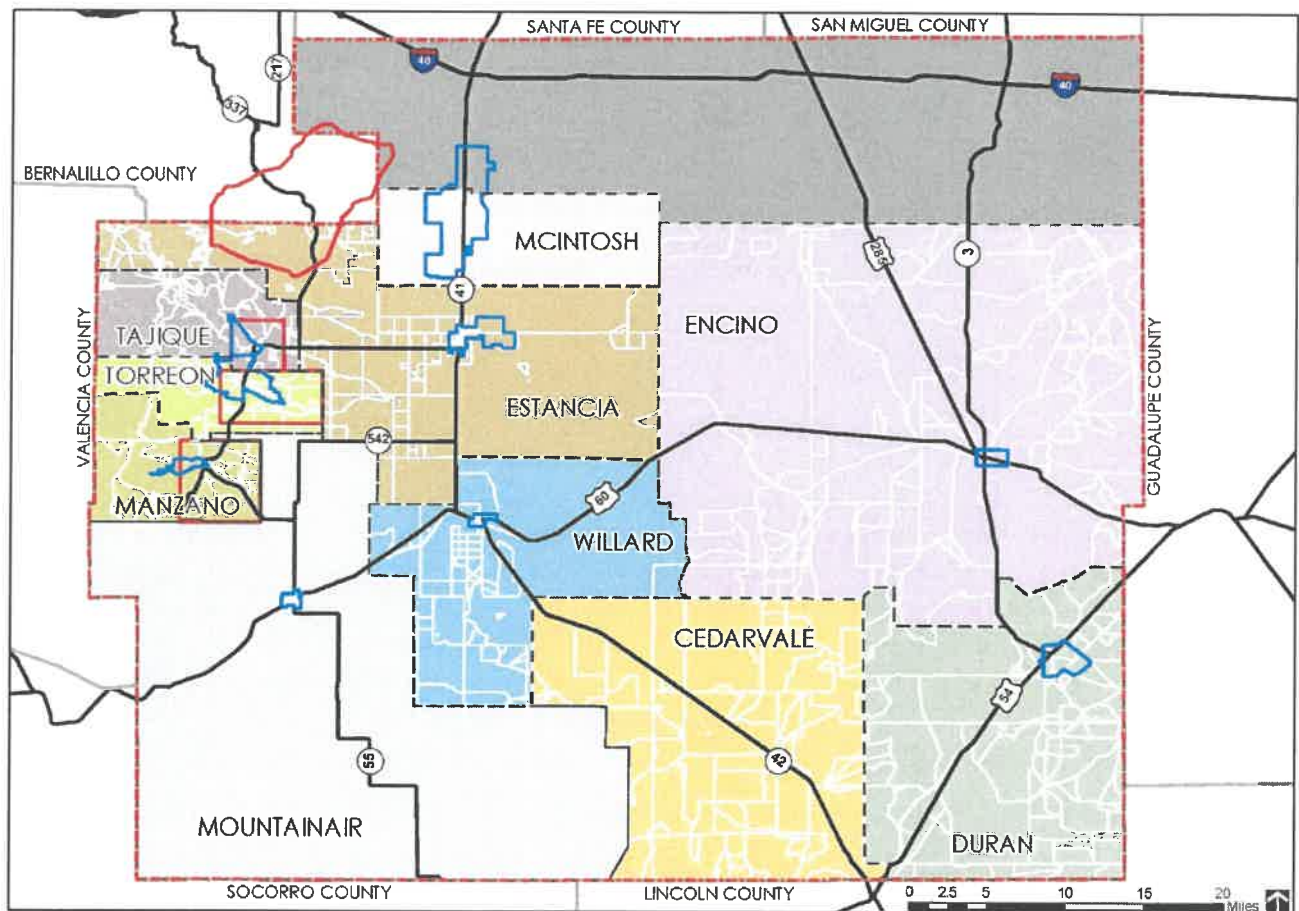 SANTA FE COUNTY
SAN MIGUEL COUNTY
217
40
40
337
BERNALILLO COUNTY
MCINTOSH
285
3
41
ENCINO
VALENCIA COUNTY
TAJIQUE
TORREON
GUADALUPE COUNTY
ESTANCIA
542
60
MANZANO
WILLARD
CEDARVALE
54
55
42
MOUNTAINAIR
DURAN
SOCORRO COUNTY
LINCOLN COUNTY
0 2.5 5 10 15 20
Miles